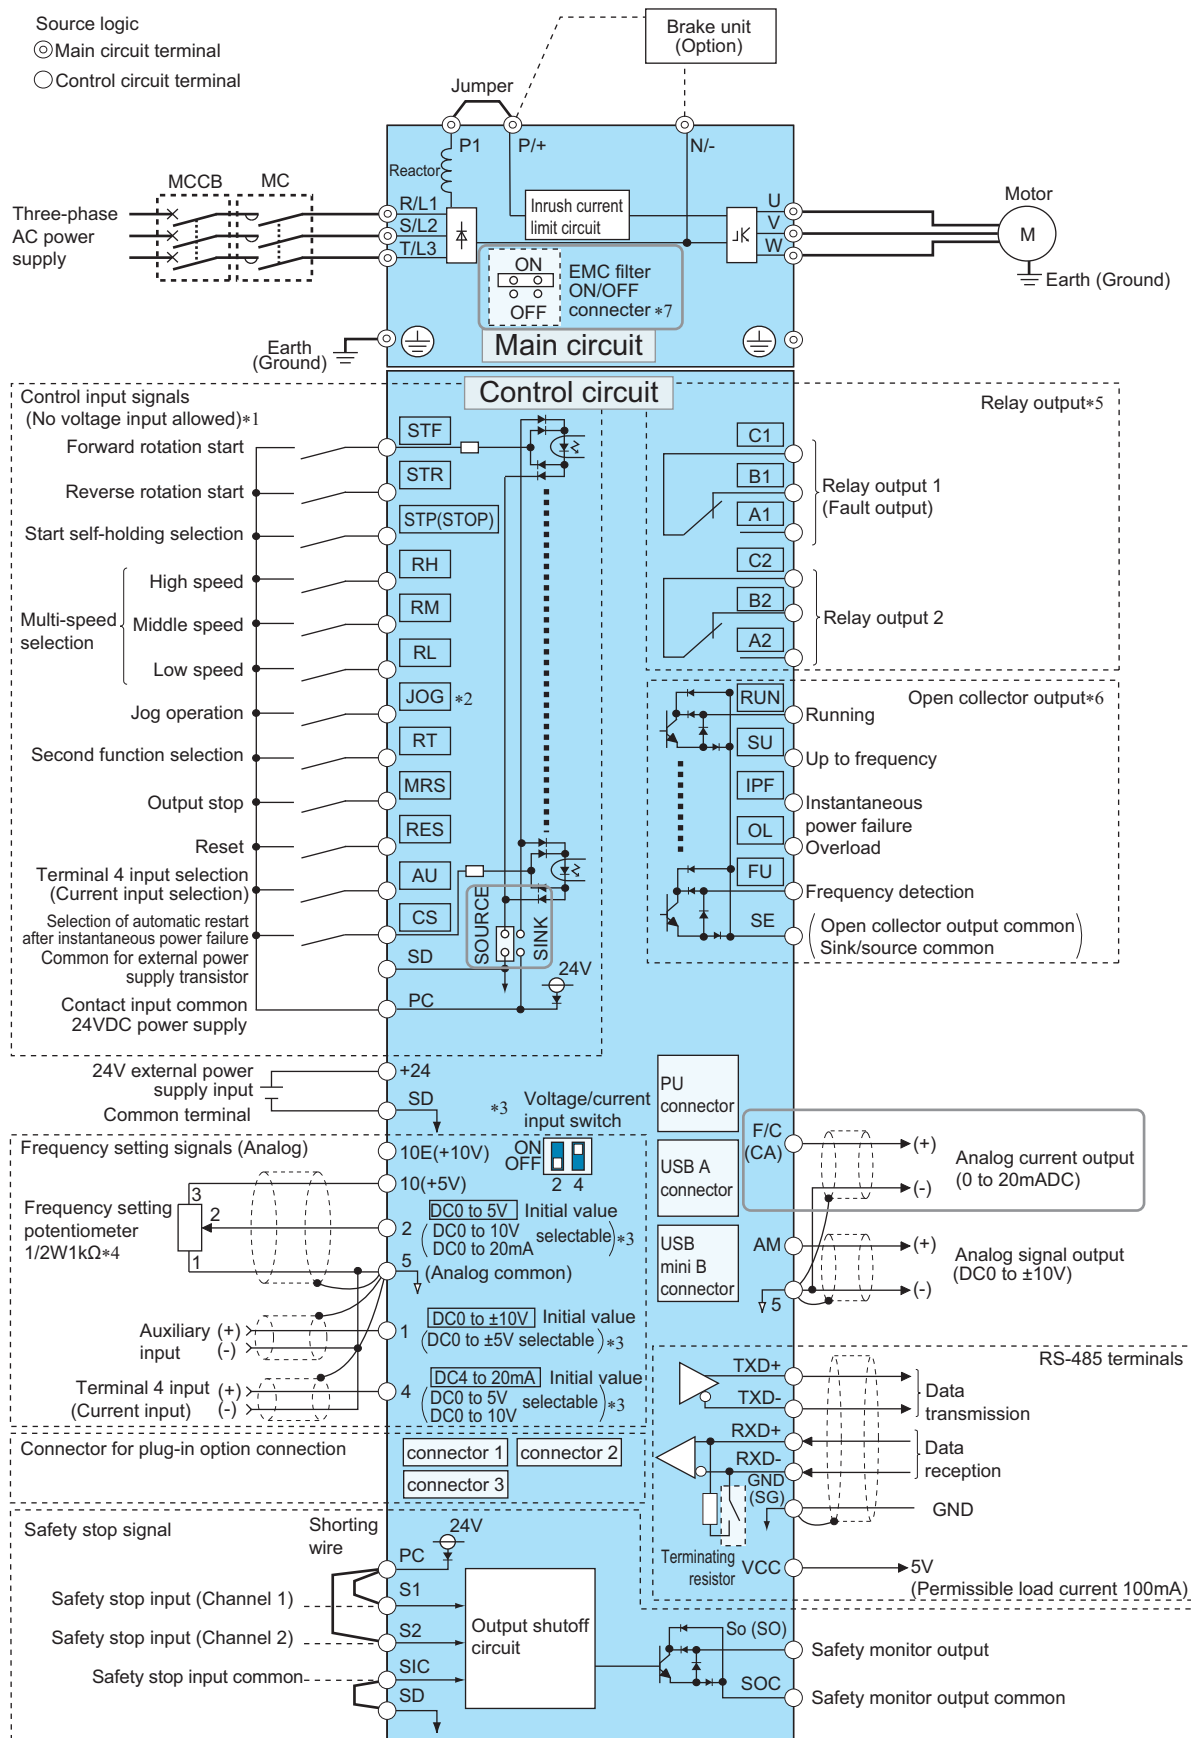 Source logic
Main circuit terminal
Control circuit terminal
Brake unit
(Option)
Jumper
P1
P/+
N/-
Reactor
MCCB
MC
Three-phase
AC power
supply
R/L1
S/L2
T/L3
Inrush current
limit circuit
U
V
W
Motor
M
Earth (Ground)
ON
OFF
EMC filter
ON/OFF
connecter *7
Main circuit
Earth
(Ground)
Control circuit
Control input signals
(No voltage input allowed)*1
Forward rotation start
STF
Reverse rotation start
STR
Start self-holding selection
STP(STOP)
Multi-speed
selection
High speed
RH
Middle speed
RM
Low speed
RL
Jog operation
JOG *2
Second function selection
RT
Output stop
MRS
Reset
RES
Terminal 4 input selection
(Current input selection)
AU
Selection of automatic restart
after instantaneous power failure
CS
Common for external power
supply transistor
SD
Contact input common
24VDC power supply
PC
SOURCE
SINK
24V
Relay output*5
C1
B1
A1
Relay output 1
(Fault output)
C2
B2
A2
Relay output 2
Open collector output*6
RUN
Running
SU
Up to frequency
IPF
Instantaneous
power failure
OL
Overload
FU
Frequency detection
SE
(Open collector output common
Sink/source common)
24V external power
supply input
+24
Common terminal
SD
*3 Voltage/current
input switch
ON
OFF
2 4
Frequency setting signals (Analog)
10E(+10V)
10(+5V)
Frequency setting
potentiometer
1/2W1kΩ*4
3
2
1
2
DC0 to 5V Initial value
(DC0 to 10V
DC0 to 20mA selectable)*3
5
(Analog common)
Auxiliary (+)
input (-)
1
DC0 to ±10V Initial value
(DC0 to ±5V selectable)*3
Terminal 4 input (+)
(Current input) (-)
4
DC4 to 20mA Initial value
(DC0 to 5V
DC0 to 10V selectable)*3
PU
connector
USB A
connector
USB
mini B
connector
F/C
(CA)
(+)
(-)
Analog current output
(0 to 20mADC)
AM
(+)
(-)
Analog signal output
(DC0 to ±10V)
5
Connector for plug-in option connection
connector 1
connector 2
connector 3
RS-485 terminals
TXD+
TXD-
Data
transmission
RXD+
RXD-
Data
reception
GND
(SG)
GND
Terminating
resistor
VCC
5V
(Permissible load current 100mA)
Safety stop signal
Shorting
wire
24V
PC
Safety stop input (Channel 1)
S1
Safety stop input (Channel 2)
S2
Safety stop input common
SIC
SD
Output shutoff
circuit
So (SO)
Safety monitor output
SOC
Safety monitor output common